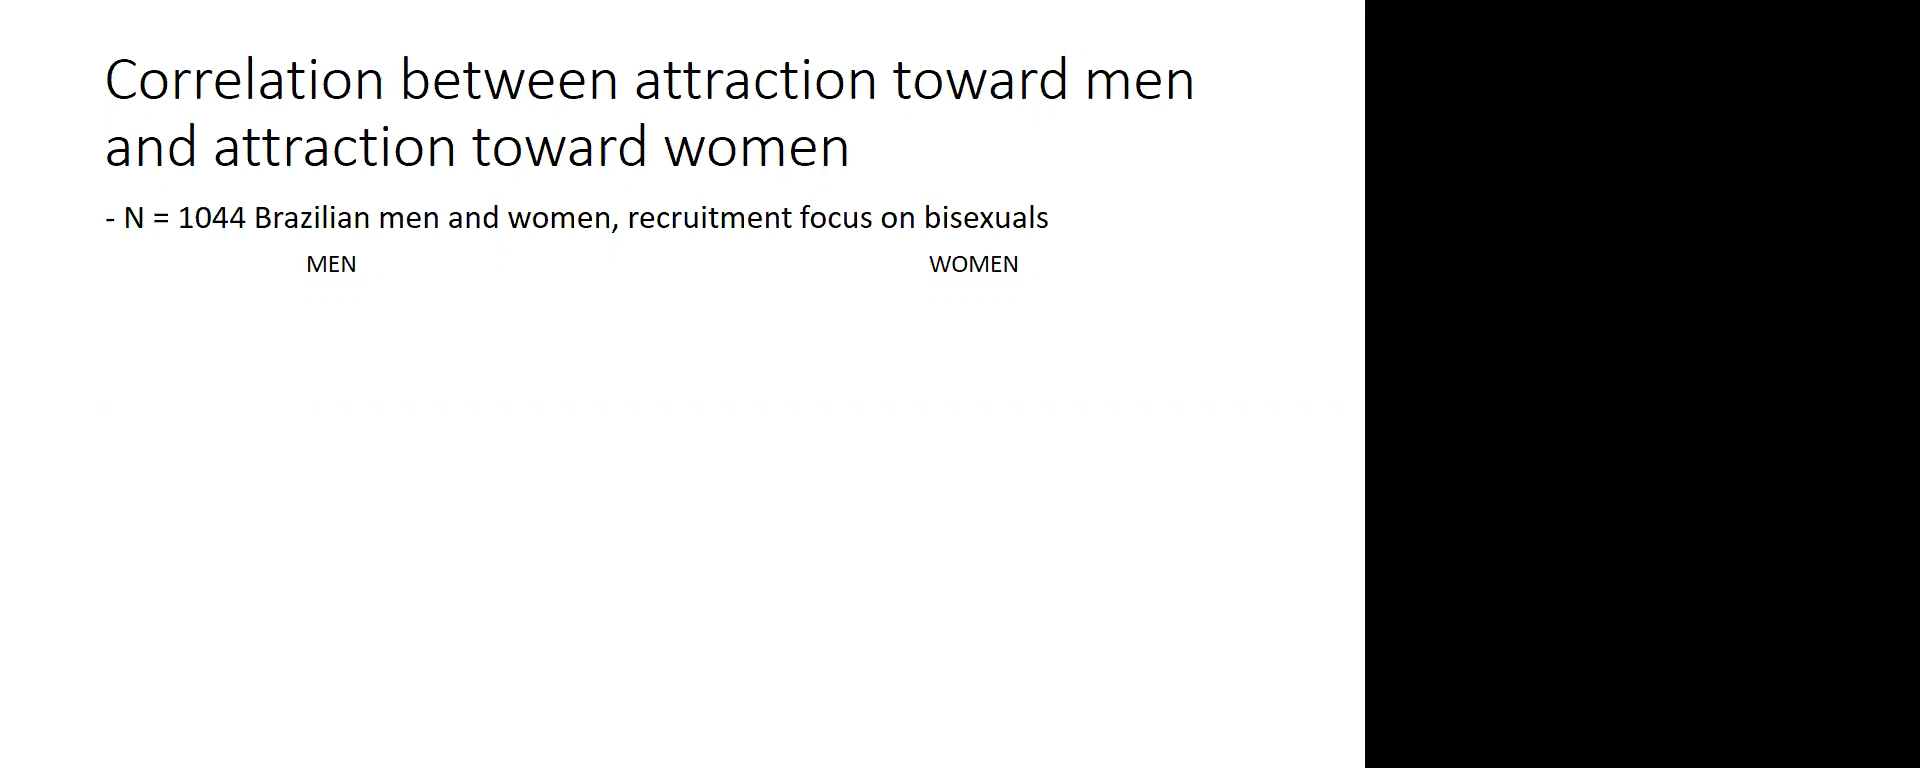 Correlation between attraction toward men
and attraction toward women
- N = 1044 Brazilian men and women, recruitment focus on bisexuals
MEN
WOMEN